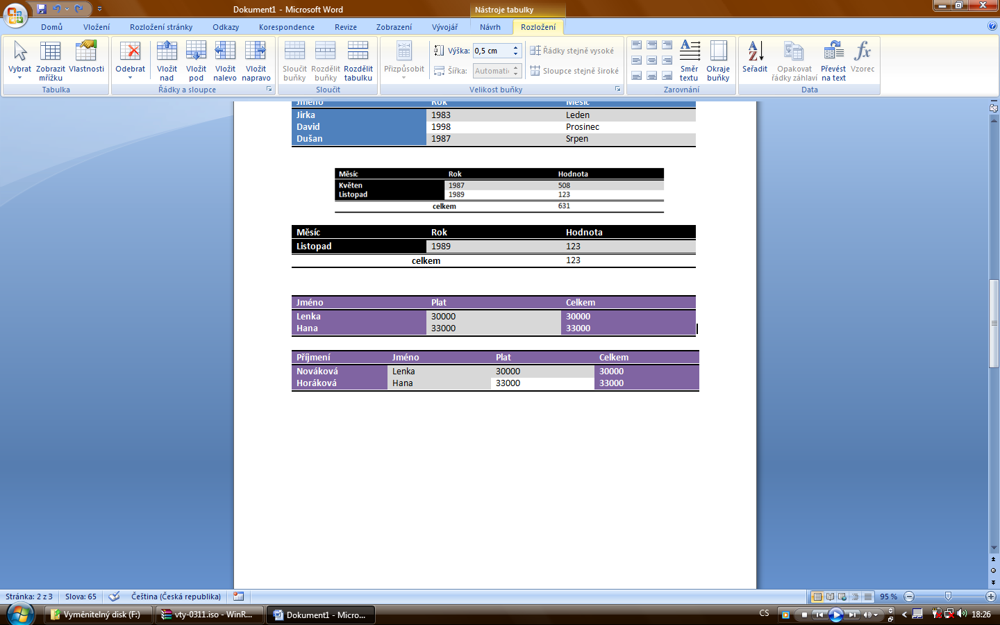 Dokument1 - Microsoft Word
Nástroje tabulky
Domů Vložení Rozložení stránky Odkazy Korespondence Revize Zobrazení Vývojář Návrh Rozložení
Vybrat
Zobrazit mřížku
Vlastnosti
Tabulka
Odebrat
Vložit nad
Vložit pod
Vložit nalevo
Vložit napravo
Řádky a sloupce
Sloučit buňky
Rozdělit buňky
Rozdělit tabulku
Sloučit
Přizpůsobit
Výška: 0,5 cm
Šířka: Automati
Řádky stejně vysoké
Sloupce stejně široké
Velikost buňky
Směr textu
Okraje buňky
Zarovnání
Seřadit
Opakovat řádky záhlaví
Převést na text
Vzorec
Data
Jméno Rok Měsíc
Jirka 1983 Leden
David 1998 Prosinec
Dušan 1987 Srpen
Měsíc Rok Hodnota
Květen 1987 508
Listopad 1989 123
celkem 631
Měsíc Rok Hodnota
Listopad 1989 123
celkem 123
Jméno Plat Celkem
Lenka 30000 30000
Hana 33000 33000
Příjmení Jméno Plat Celkem
Nováková Lenka 30000 30000
Horáková Hana 33000 33000
Stránka: 2 z 3 Slova: 65 Čeština (Česká republika) 95 %
Vyměnitelný disk (F:) vty-0311.iso - WinR... Dokument1 - Micro... CS 18:26